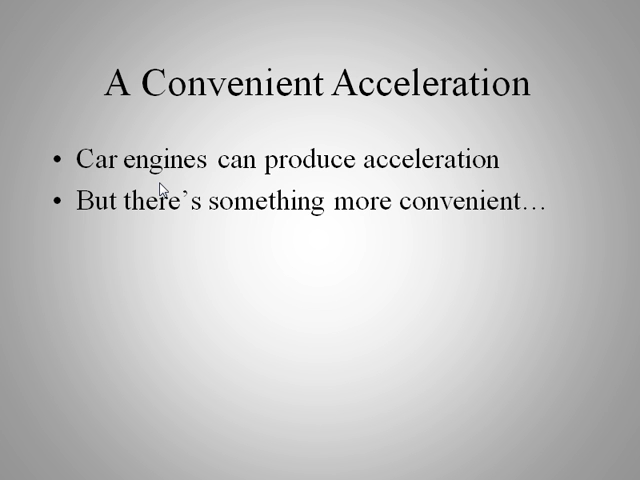 A Convenient Acceleration
• Car engines can produce acceleration
• But there’s something more convenient…